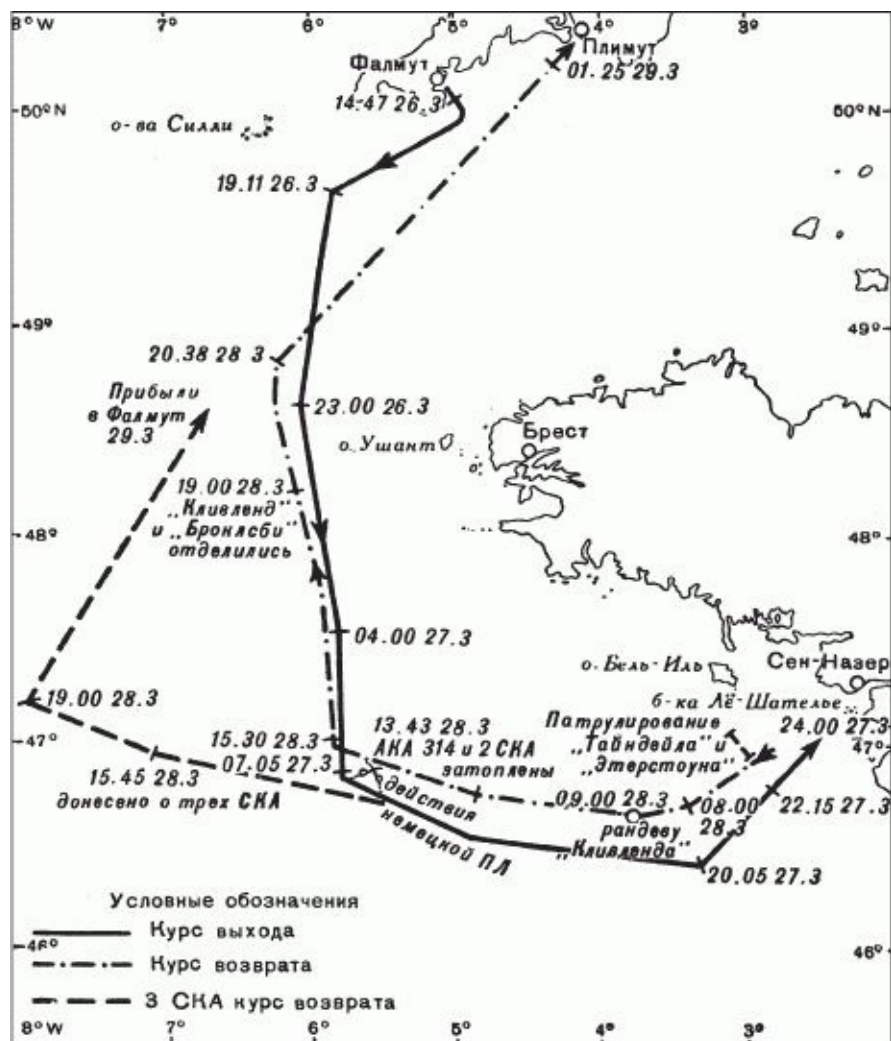 8° W 7° 6° 5° 4° 3°
Плимут
Фалмут
01.25 29.3
14.47 26.3
50° N
50° N
о-ва Силли
19.11 26.3
49°
49°
20.38 28 3
Прибыли
в Фалмут
29.3
23.00 26.3
Брест
о. Ушант
19.00 28.3
„Кливленд"
и „Броклсби"
отделились
48°
48°
04.00 27.3
о. Бель-Иль
Сен-Назер
б-ка Лё-Шателье
19.00 28.3
24.00 27.3
Патрулирование
„Тайндейла" и
„Этерстоуна"
47°
47°
15.30 28.3
13.43 28.3
АКА 314 и 2 СКА
затоплены
07.05 27.3
15.45 28.3
донесено о трех СКА
действия
немецкой ПЛ
09.00 28.3
08.00
28.3
22.15 27.3
рандеву
„Кливленда"
20.05 27.3
Условные обозначения
Курс выхода
46°
46°
Курс возврата
3 СКА курс возврата
8° W 7° 6° 5° 4° 3°